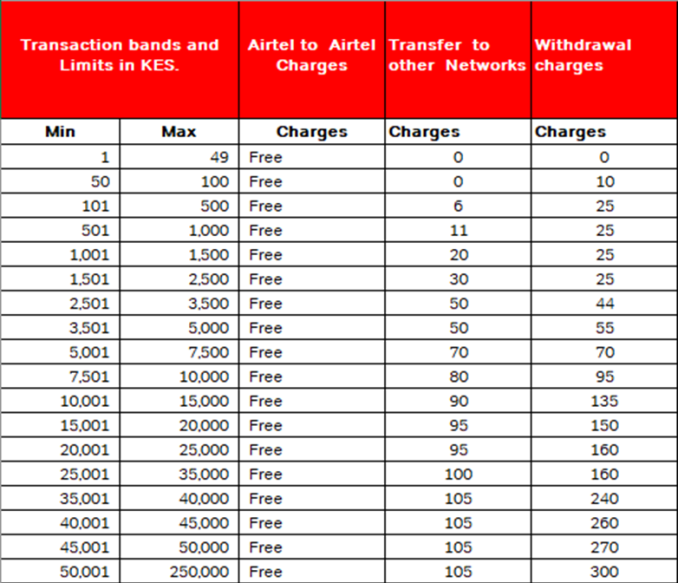 Transaction bands and Limits in KES. | Airtel to Airtel Charges | Transfer to other Networks | Withdrawal charges
Min | Max | Charges | Charges | Charges
1 | 49 | Free | 0 | 0
50 | 100 | Free | 0 | 10
101 | 500 | Free | 6 | 25
501 | 1,000 | Free | 11 | 25
1,001 | 1,500 | Free | 20 | 25
1,501 | 2,500 | Free | 30 | 25
2,501 | 3,500 | Free | 50 | 44
3,501 | 5,000 | Free | 50 | 55
5,001 | 7,500 | Free | 70 | 70
7,501 | 10,000 | Free | 80 | 95
10,001 | 15,000 | Free | 90 | 135
15,001 | 20,000 | Free | 95 | 150
20,001 | 25,000 | Free | 95 | 160
25,001 | 35,000 | Free | 100 | 160
35,001 | 40,000 | Free | 105 | 240
40,001 | 45,000 | Free | 105 | 260
45,001 | 50,000 | Free | 105 | 270
50,001 | 250,000 | Free | 105 | 300